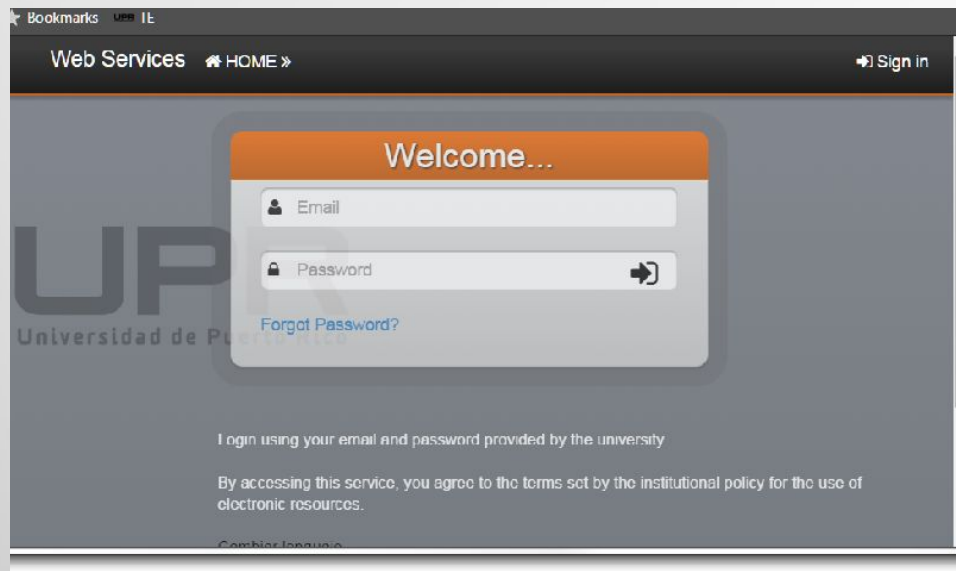 Bookmarks UPR TE
Web Services HOME »
Sign in
Welcome...
Email
Password
Forgot Password?
UPR
Universidad de Puerto Rico
Login using your email and password provided by the university
By accessing this service, you agree to the terms set by the institutional policy for the use of
electronic resources.